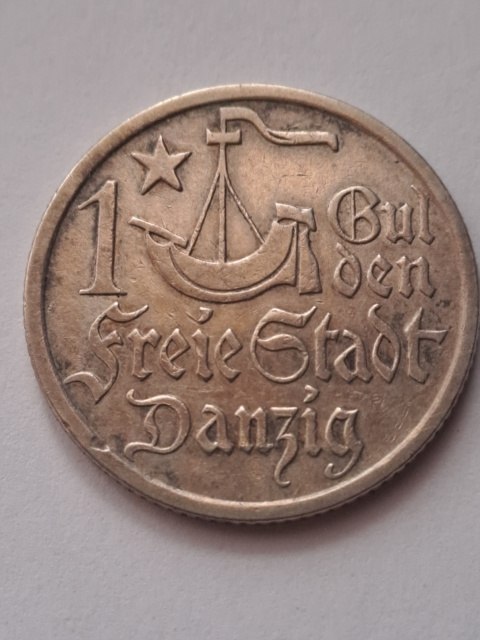 1 Gul
den
Freie Stadt
Danzig